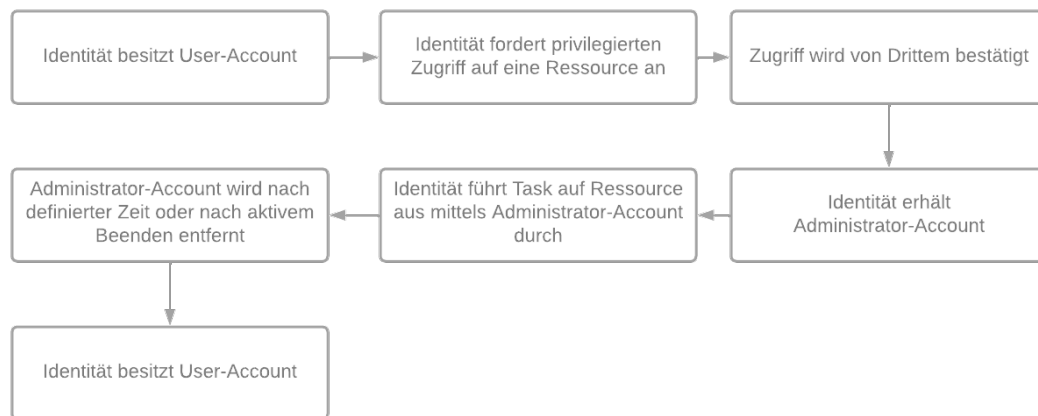 Identität besitzt User-Account
Identität fordert privilegierten
Zugriff auf eine Ressource an
Zugriff wird von Drittem bestätigt
Identität erhält
Administrator-Account
Identität führt Task auf Ressource
aus mittels Administrator-Account
durch
Administrator-Account wird nach
definierter Zeit oder nach aktivem
Beenden entfernt
Identität besitzt User-Account